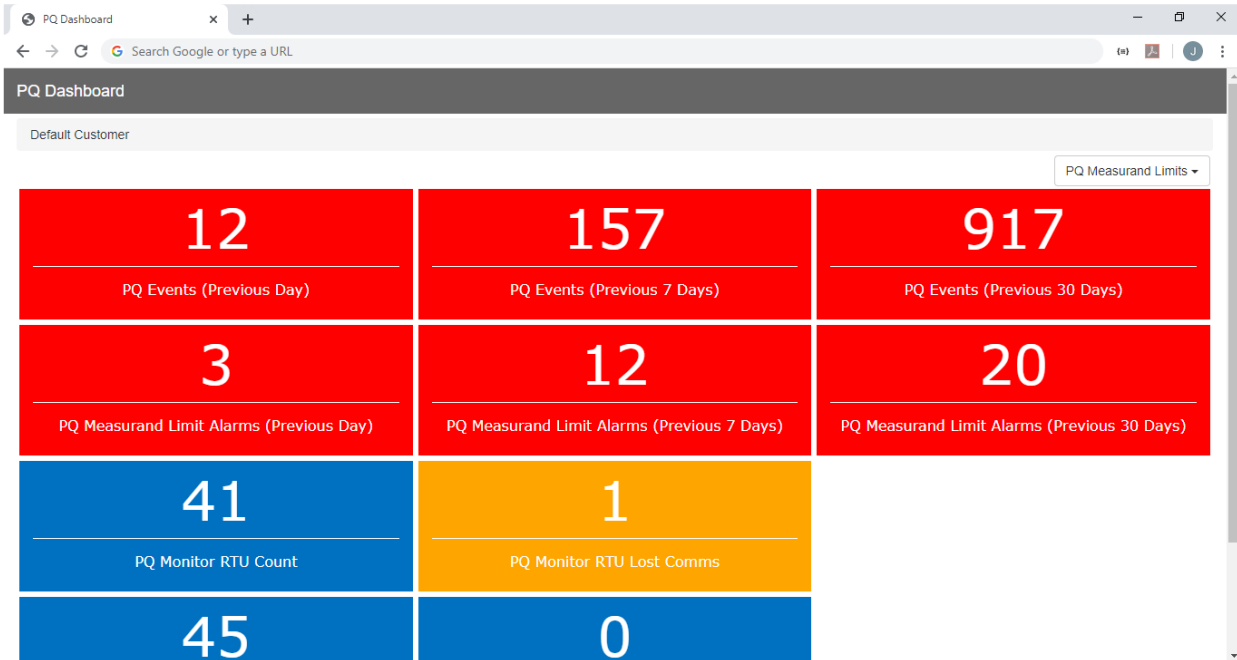 PQ Dashboard
Search Google or type a URL
J
PQ Dashboard
Default Customer
PQ Measurand Limits
12
157
917
PQ Events (Previous Day)
PQ Events (Previous 7 Days)
PQ Events (Previous 30 Days)
3
12
20
PQ Measurand Limit Alarms (Previous Day)
PQ Measurand Limit Alarms (Previous 7 Days)
PQ Measurand Limit Alarms (Previous 30 Days)
41
1
PQ Monitor RTU Count
PQ Monitor RTU Lost Comms
45
0